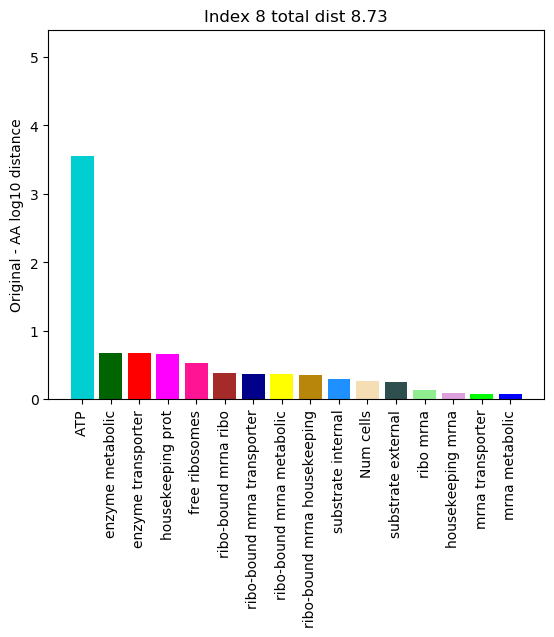 Index 8 total dist 8.73
Original - AA log10 distance
5
4
3
2
1
0
ATP
enzyme metabolic
enzyme transporter
housekeeping prot
free ribosomes
ribo-bound mrna ribo
ribo-bound mrna transporter
ribo-bound mrna metabolic
ribo-bound mrna housekeeping
substrate internal
Num cells
substrate external
ribo mrna
housekeeping mrna
mrna transporter
mrna metabolic